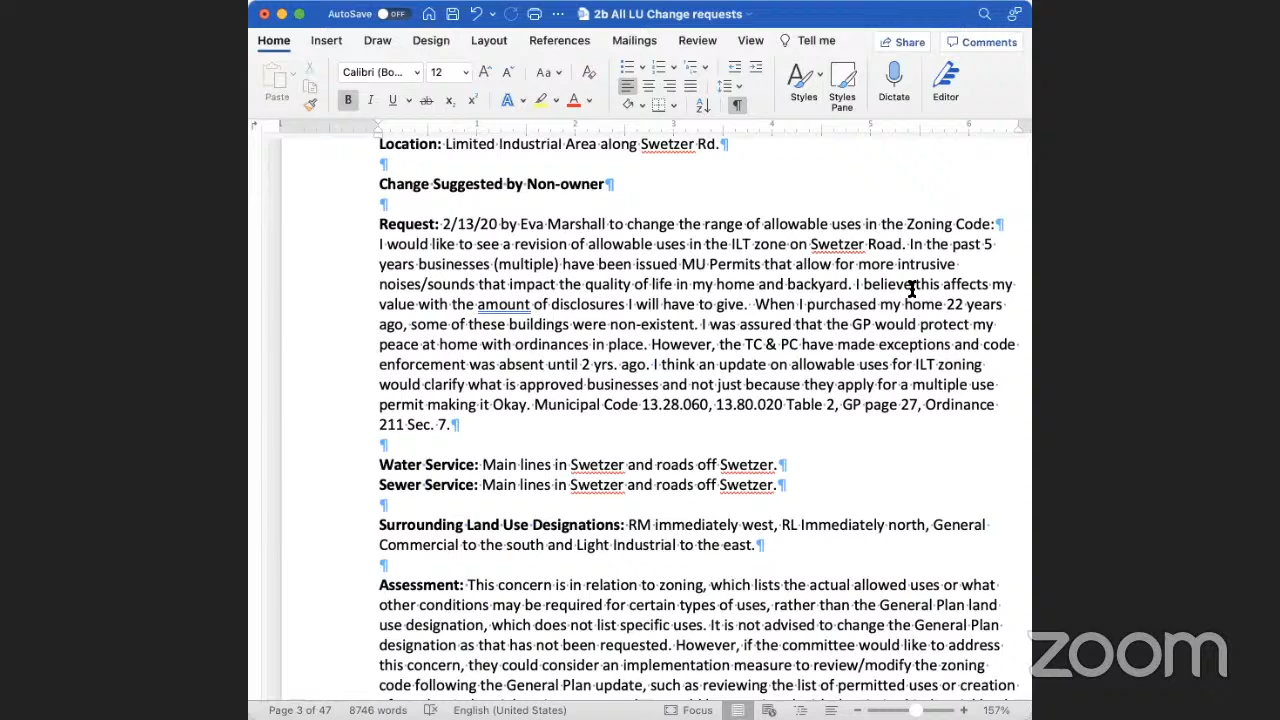 AutoSave OFF 2b All LU Change requests
Home Insert Draw Design Layout References Mailings Review View Tell me Share Comments
Paste Calibri (Bo... 12 Styles Styles Pane Dictate Editor
1 1 2 3 4 5 6
Location: Limited Industrial Area along Swetzer Rd.¶
¶
Change Suggested by Non-owner¶
¶
Request: 2/13/20 by Eva Marshall to change the range of allowable uses in the Zoning Code:¶
I would like to see a revision of allowable uses in the ILT zone on Swetzer Road. In the past 5
years businesses (multiple) have been issued MU Permits that allow for more intrusive
noises/sounds that impact the quality of life in my home and backyard. I believe this affects my
value with the amount of disclosures I will have to give.  When I purchased my home 22 years
ago, some of these buildings were non-existent. I was assured that the GP would protect my
peace at home with ordinances in place. However, the TC & PC have made exceptions and code
enforcement was absent until 2 yrs. ago. I think an update on allowable uses for ILT zoning
would clarify what is approved businesses and not just because they apply for a multiple use
permit making it Okay. Municipal Code 13.28.060, 13.80.020 Table 2, GP page 27, Ordinance
211 Sec. 7.¶
¶
Water Service: Main lines in Swetzer and roads off Swetzer.¶
Sewer Service: Main lines in Swetzer and roads off Swetzer.¶
¶
Surrounding Land Use Designations: RM immediately west, RL Immediately north, General
Commercial to the south and Light Industrial to the east.¶
¶
Assessment: This concern is in relation to zoning, which lists the actual allowed uses or what
other conditions may be required for certain types of uses, rather than the General Plan land
use designation, which does not list specific uses. It is not advised to change the General Plan
designation as that has not been requested. However, if the committee would like to address
this concern, they could consider an implementation measure to review/modify the zoning
code following the General Plan update, such as reviewing the list of permitted uses or creation
zoom
Page 3 of 47 8746 words English (United States) Focus 157%